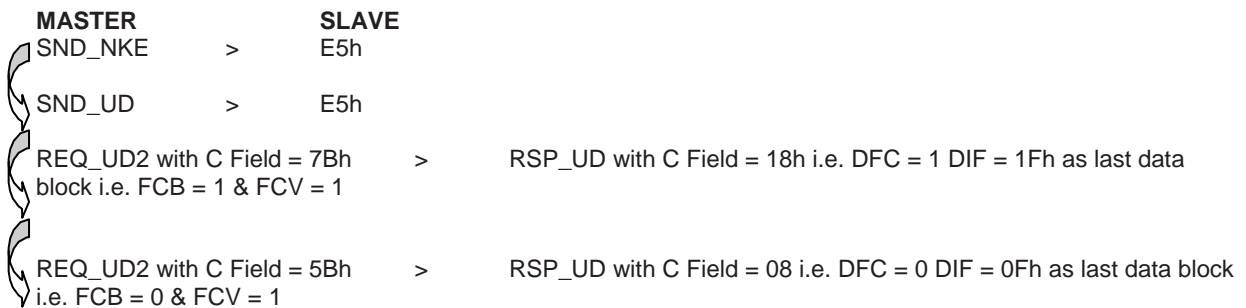 MASTER SLAVE
SND_NKE > E5h
SND_UD > E5h
REQ_UD2 with C Field = 7Bh > RSP_UD with C Field = 18h i.e. DFC = 1 DIF = 1Fh as last data
block i.e. FCB = 1 & FCV = 1
REQ_UD2 with C Field = 5Bh > RSP_UD with C Field = 08 i.e. DFC = 0 DIF = 0Fh as last data block
i.e. FCB = 0 & FCV = 1